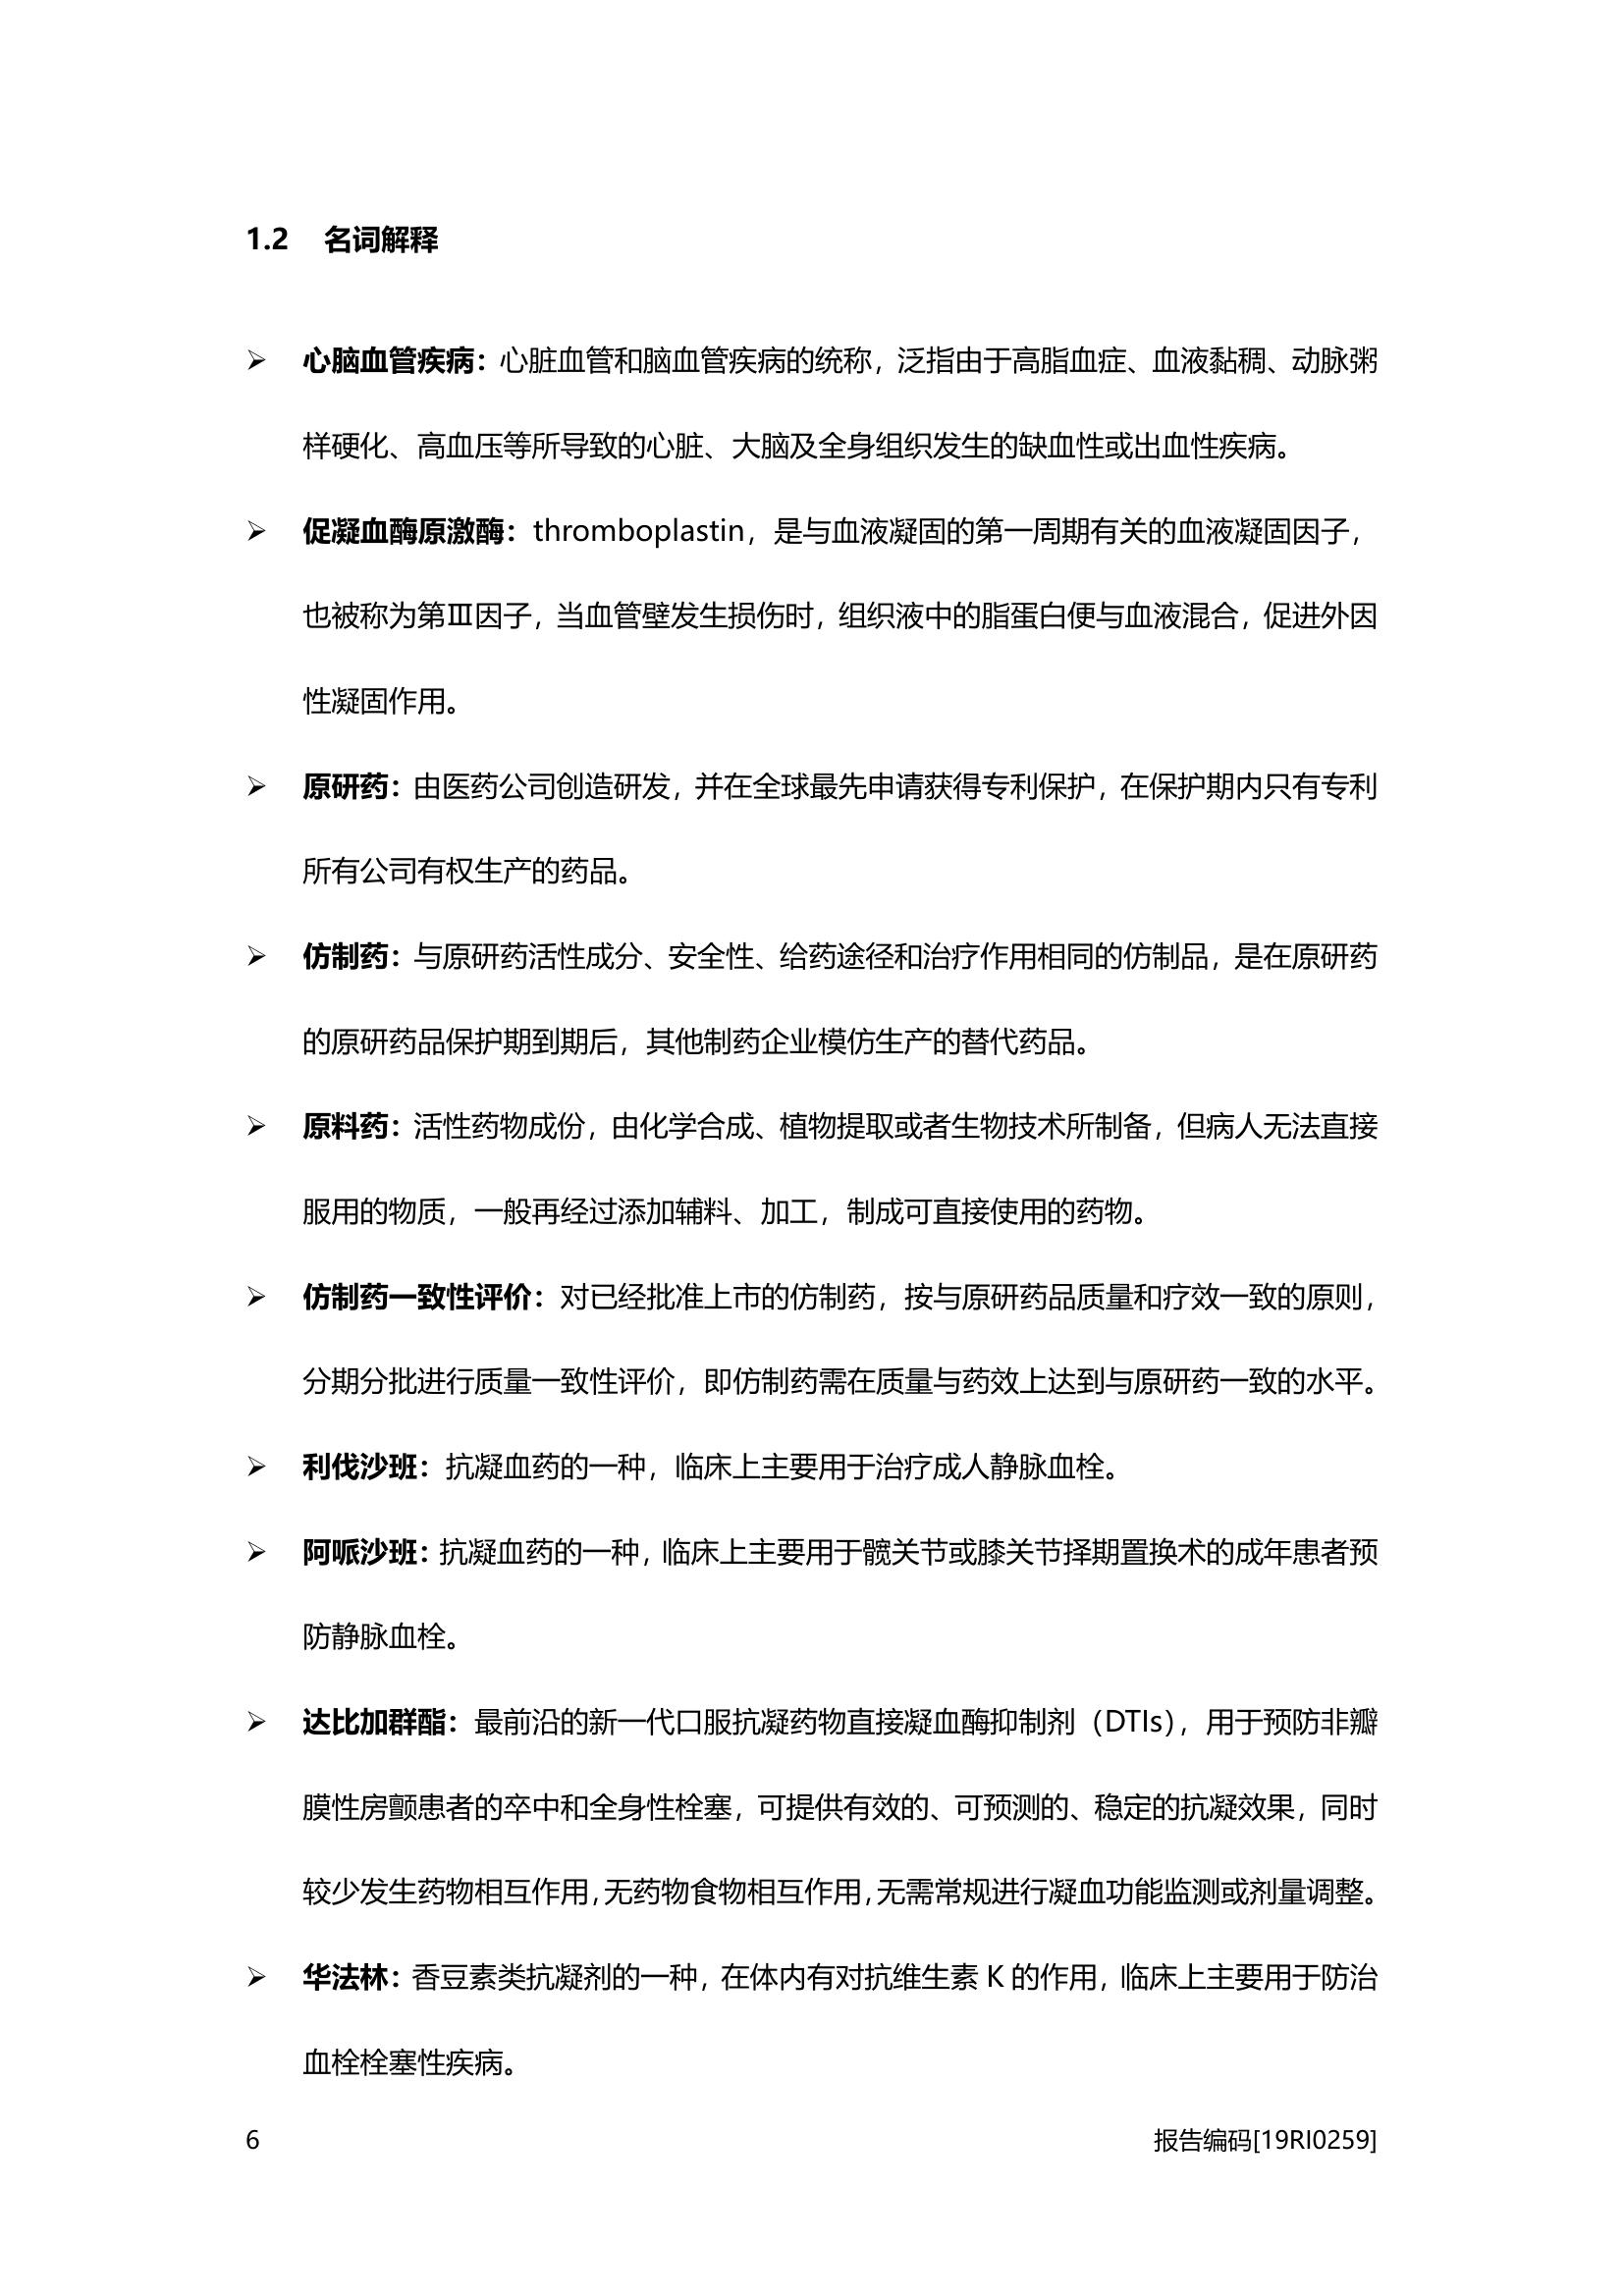 1.2 名词解释
➢ 心脑血管疾病：心脏血管和脑血管疾病的统称，泛指由于高脂血症、血液黏稠、动脉粥
样硬化、高血压等所导致的心脏、大脑及全身组织发生的缺血性或出血性疾病。
➢ 促凝血酶原激酶：thromboplastin，是与血液凝固的第一周期有关的血液凝固因子，
也被称为第Ⅲ因子，当血管壁发生损伤时，组织液中的脂蛋白便与血液混合，促进外因
性凝固作用。
➢ 原研药：由医药公司创造研发，并在全球最先申请获得专利保护，在保护期内只有专利
所有公司有权生产的药品。
➢ 仿制药：与原研药活性成分、安全性、给药途径和治疗作用相同的仿制品，是在原研药
的原研药品保护期到期后，其他制药企业模仿生产的替代药品。
➢ 原料药：活性药物成份，由化学合成、植物提取或者生物技术所制备，但病人无法直接
服用的物质，一般再经过添加辅料、加工，制成可直接使用的药物。
➢ 仿制药一致性评价：对已经批准上市的仿制药，按与原研药品质量和疗效一致的原则，
分期分批进行质量一致性评价，即仿制药需在质量与药效上达到与原研药一致的水平。
➢ 利伐沙班：抗凝血药的一种，临床上主要用于治疗成人静脉血栓。
➢ 阿哌沙班：抗凝血药的一种，临床上主要用于髋关节或膝关节择期置换术的成年患者预
防静脉血栓。
➢ 达比加群酯：最前沿的新一代口服抗凝药物直接凝血酶抑制剂（DTIs），用于预防非瓣
膜性房颤患者的卒中和全身性栓塞，可提供有效的、可预测的、稳定的抗凝效果，同时
较少发生药物相互作用，无药物食物相互作用，无需常规进行凝血功能监测或剂量调整。
➢ 华法林：香豆素类抗凝剂的一种，在体内有对抗维生素 K 的作用，临床上主要用于防治
血栓栓塞性疾病。
6 报告编码[19RI0259]